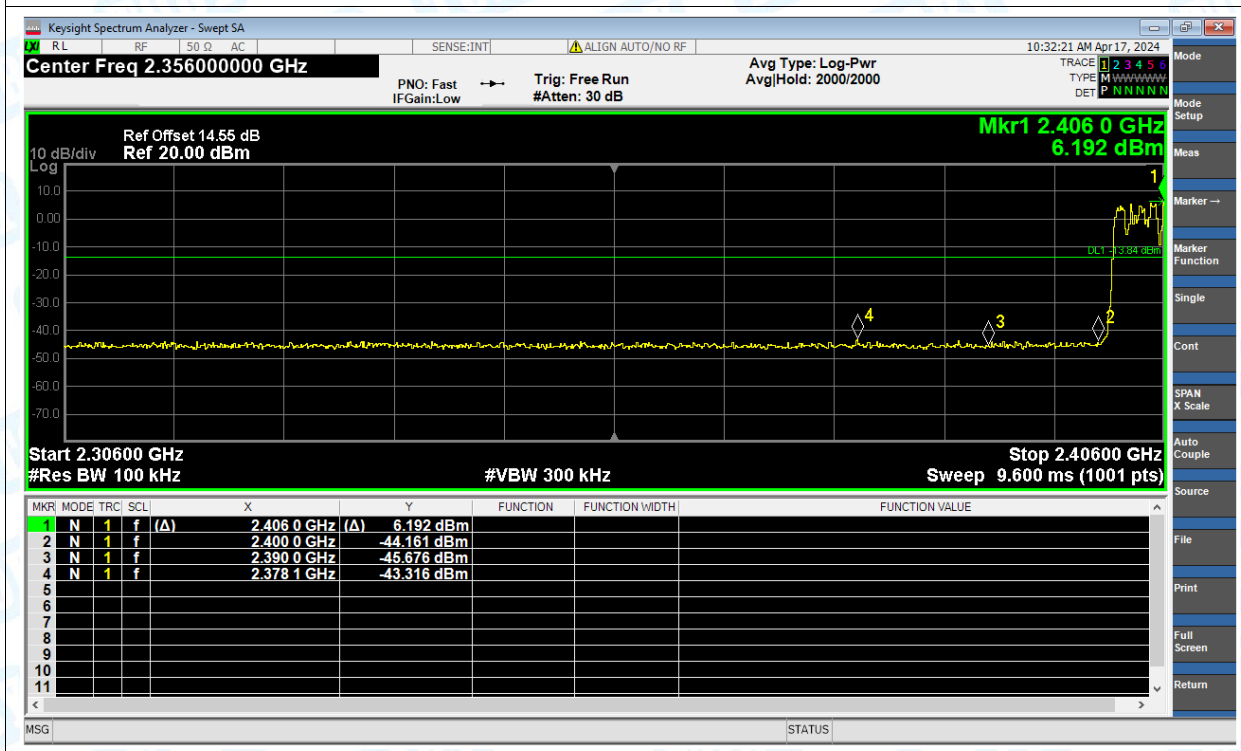 Keysight Spectrum Analyzer - Swept SA
LXI RL RF 50 Ω AC SENSE:INT ALIGN AUTO/NO RF 10:32:21 AM Apr 17, 2024
Center Freq 2.356000000 GHz
PNO: Fast
IFGain:Low
Trig: Free Run
#Atten: 30 dB
Avg Type: Log-Pwr
Avg|Hold: 2000/2000
TRACE 1 2 3 4 5 6
TYPE M WWWWW
DET P N N N N N
Ref Offset 14.55 dB
10 dB/div Ref 20.00 dBm
Log
Mkr1 2.406 0 GHz
6.192 dBm
10.0
0.00
-10.0
-20.0
-30.0
-40.0
-50.0
-60.0
-70.0
1
DL1 -13.84 dBm
4
3
2
Start 2.30600 GHz Stop 2.40600 GHz
#Res BW 100 kHz #VBW 300 kHz Sweep 9.600 ms (1001 pts)
MKR MODE TRC SCL X Y FUNCTION FUNCTION WIDTH FUNCTION VALUE
1 N 1 f (Δ) 2.406 0 GHz (Δ) 6.192 dBm
2 N 1 f 2.400 0 GHz -44.161 dBm
3 N 1 f 2.390 0 GHz -45.676 dBm
4 N 1 f 2.378 1 GHz -43.316 dBm
5
6
7
8
9
10
11
MSG STATUS
Mode
Mode Setup
Meas
Marker →
Marker Function
Single
Cont
SPAN X Scale
Auto Couple
Source
File
Print
Full Screen
Return